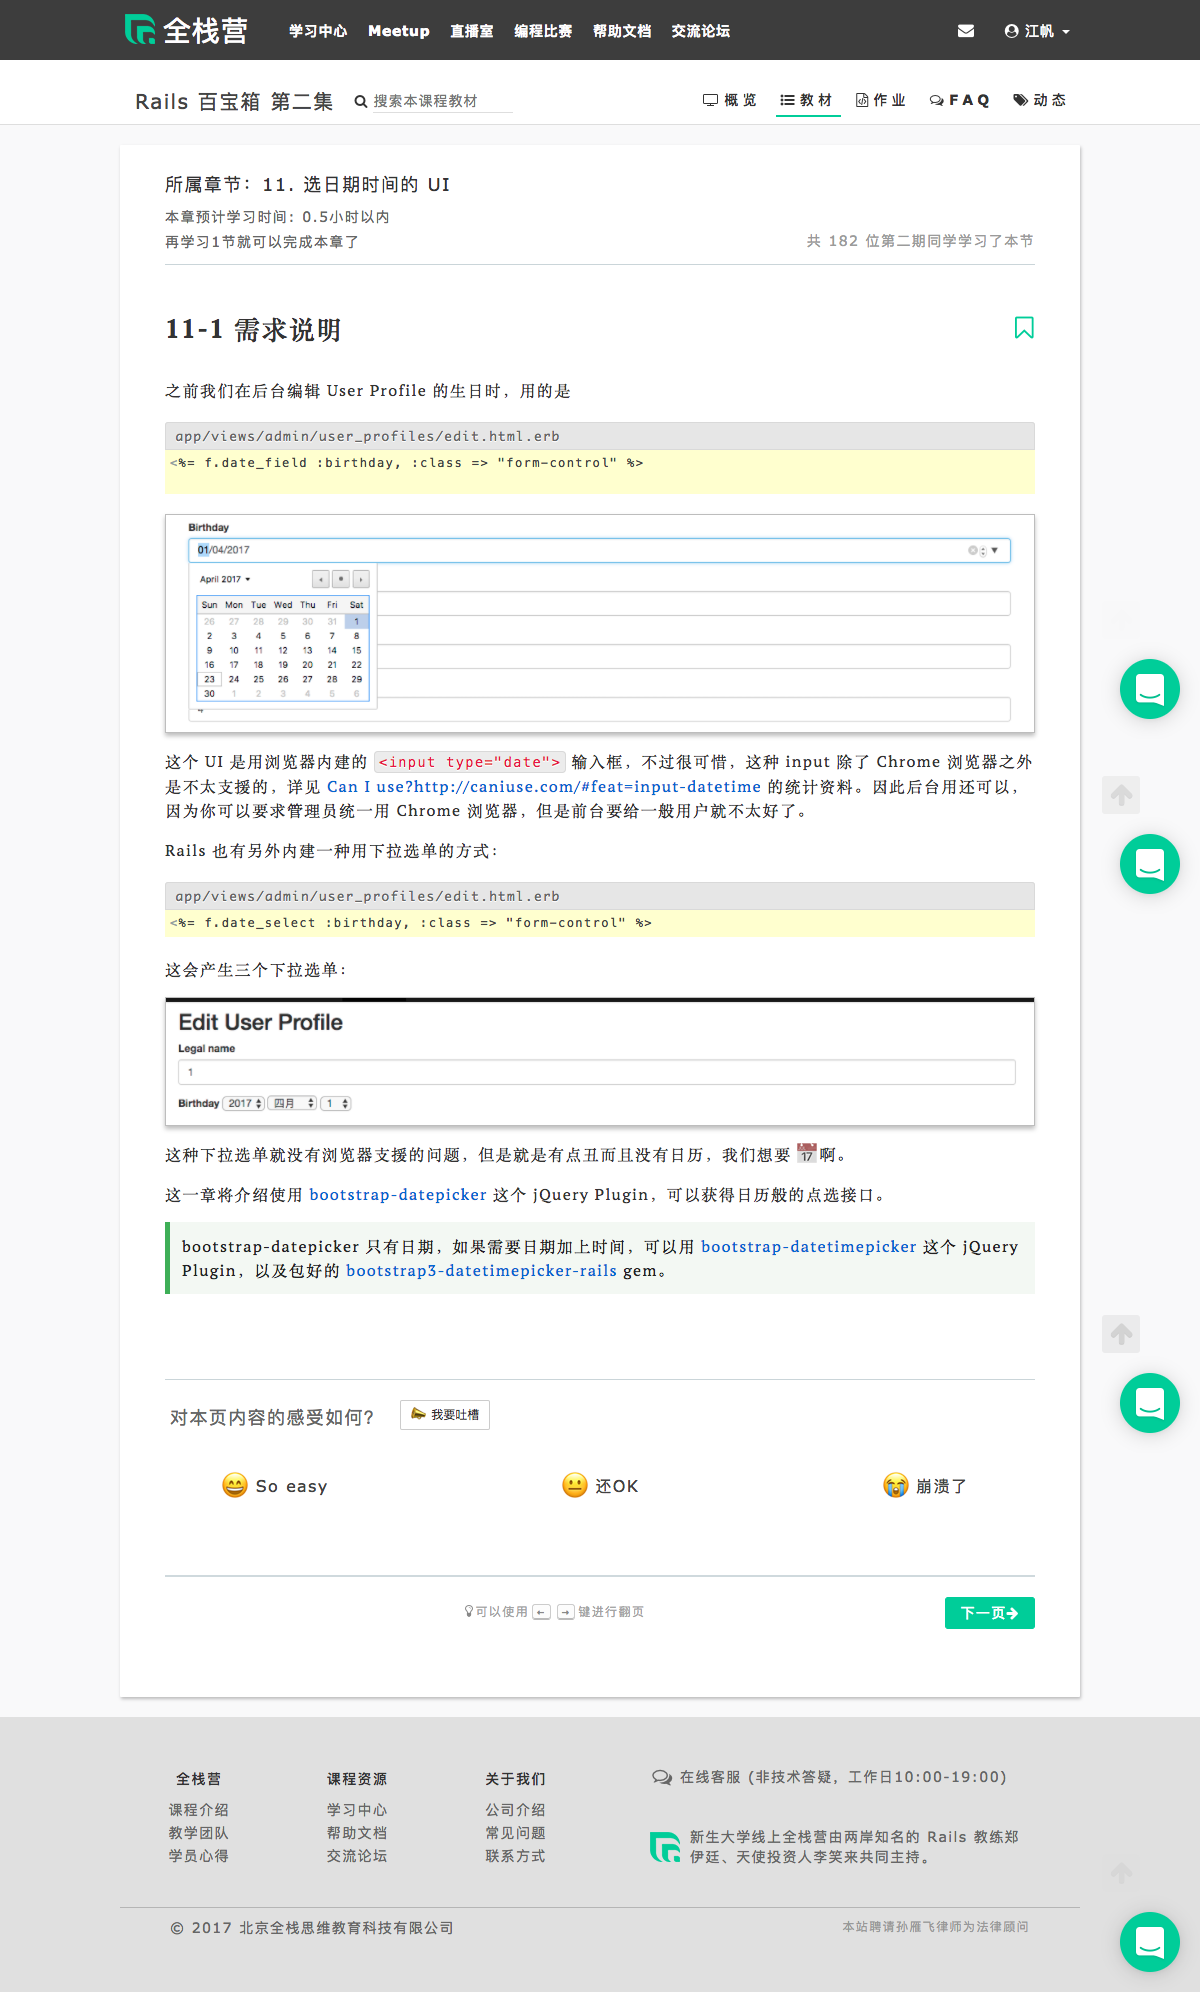 全栈营 学习中心 Meetup 直播室 编程比赛 帮助文档 交流论坛 江帆
Rails 百宝箱 第二集 搜索本课程教材 概览 教材 作业 FAQ 动态
所属章节：11. 选日期时间的 UI
本章预计学习时间：0.5小时以内
再学习1节就可以完成本章了 共 182 位第二期同学学习了本节
11-1 需求说明
之前我们在后台编辑 User Profile 的生日时，用的是
app/views/admin/user_profiles/edit.html.erb
<%= f.date_field :birthday, :class => "form-control" %>
Birthday
01/04/2017
April 2017
Sun Mon Tue Wed Thu Fri Sat
26 27 28 29 30 31 1
2 3 4 5 6 7 8
9 10 11 12 13 14 15
16 17 18 19 20 21 22
23 24 25 26 27 28 29
30 1 2 3 4 5 6
这个 UI 是用浏览器内建的 <input type="date"> 输入框，不过很可惜，这种 input 除了 Chrome 浏览器之外
是不太支援的，详见 Can I use?http://caniuse.com/#feat=input-datetime 的统计资料。因此后台用还可以，
因为你可以要求管理员统一用 Chrome 浏览器，但是前台要给一般用户就不太好了。
Rails 也有另外内建一种用下拉选单的方式：
app/views/admin/user_profiles/edit.html.erb
<%= f.date_select :birthday, :class => "form-control" %>
这会产生三个下拉选单：
Edit User Profile
Legal name
1
Birthday 2017 四月 1
这种下拉选单就没有浏览器支援的问题，但是就是有点丑而且没有日历，我们想要 📅啊。
这一章将介绍使用 bootstrap-datepicker 这个 jQuery Plugin，可以获得日历般的点选接口。
bootstrap-datepicker 只有日期，如果需要日期加上时间，可以用 bootstrap-datetimepicker 这个 jQuery
Plugin，以及包好的 bootstrap3-datetimepicker-rails gem。
对本页内容的感受如何？ 我要吐槽
So easy 还OK 崩溃了
可以使用 ← → 键进行翻页 下一页
全栈营 课程资源 关于我们 在线客服 (非技术答疑，工作日10:00-19:00)
课程介绍 学习中心 公司介绍
教学团队 帮助文档 常见问题 新生大学线上全栈营由两岸知名的 Rails 教练郑
学员心得 交流论坛 联系方式 伊廷、天使投资人李笑来共同主持。
© 2017 北京全栈思维教育科技有限公司 本站聘请孙雁飞律师为法律顾问